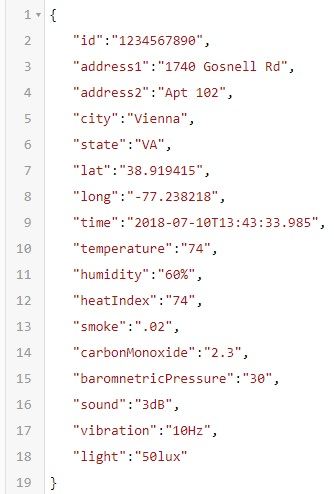 1 {
2 "id":"1234567890",
3 "address1":"1740 Gosnell Rd",
4 "address2":"Apt 102",
5 "city":"Vienna",
6 "state":"VA",
7 "lat":"38.919415",
8 "long":"-77.238218",
9 "time":"2018-07-10T13:43:33.985",
10 "temperature":"74",
11 "humidity":"60%",
12 "heatIndex":"74",
13 "smoke":".02",
14 "carbonMonoxide":"2.3",
15 "baromnetricPressure":"30",
16 "sound":"3dB",
17 "vibration":"10Hz",
18 "light":"50lux"
19 }